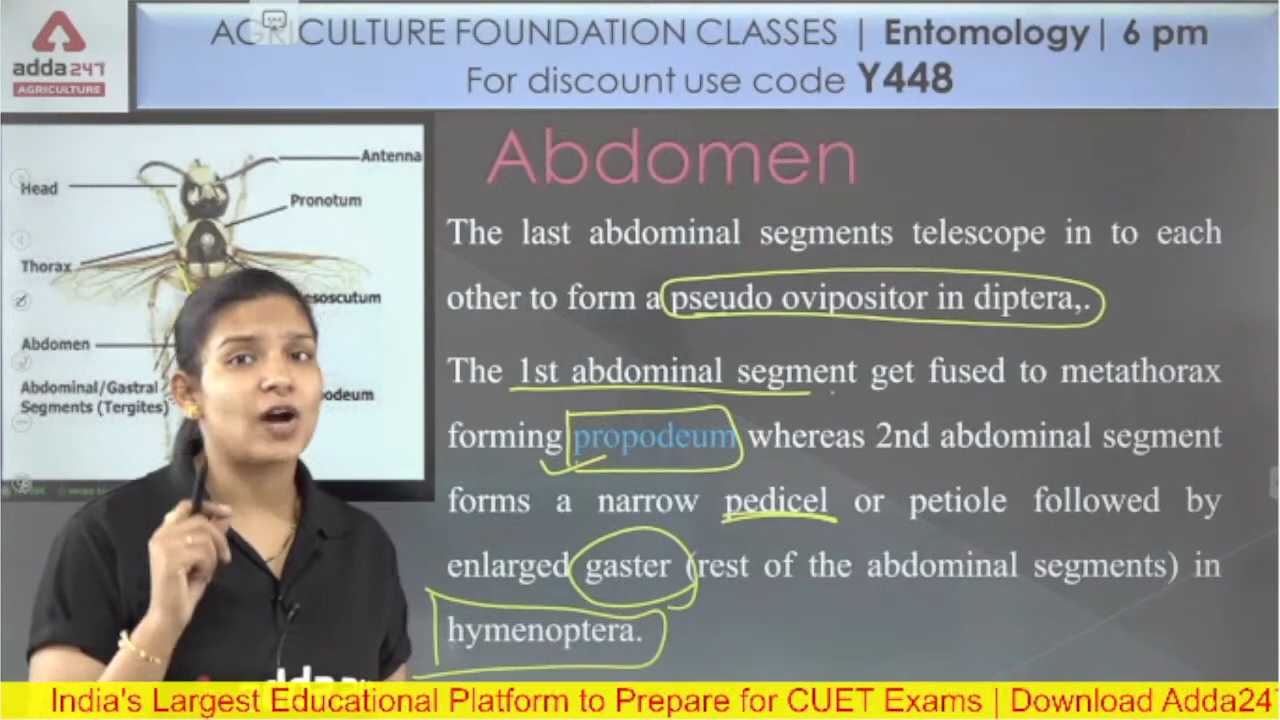 AGRICULTURE FOUNDATION CLASSES | Entomology | 6 pm
For discount use code Y448
adda247
AGRICULTURE
Antenna
Head
Pronotum
Thorax
esoscutum
Abdomen
Abdominal/Gastral
Segments (Tergites)
odeum
Abdomen
The last abdominal segments telescope in to each
other to form a pseudo ovipositor in diptera,.
The 1st abdominal segment get fused to metathorax
forming propodeum whereas 2nd abdominal segment
forms a narrow pedicel or petiole followed by
enlarged gaster (rest of the abdominal segments) in
hymenoptera.
India's Largest Educational Platform to Prepare for CUET Exams | Download Adda247